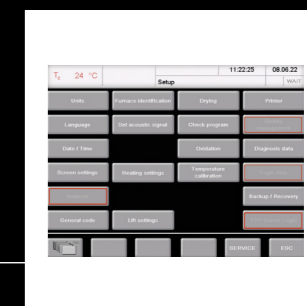 T_s 24 °C
11:22:25 08.06.22
Setup WAIT
Units Furnace identification Drying Printer
Language Set acoustic signal Check program
Date / Time Oxidation Diagnosis data
Screen settings Heating settings Temperature
calibration
Backup / Recovery
General code Lift settings
SERVICE ESC